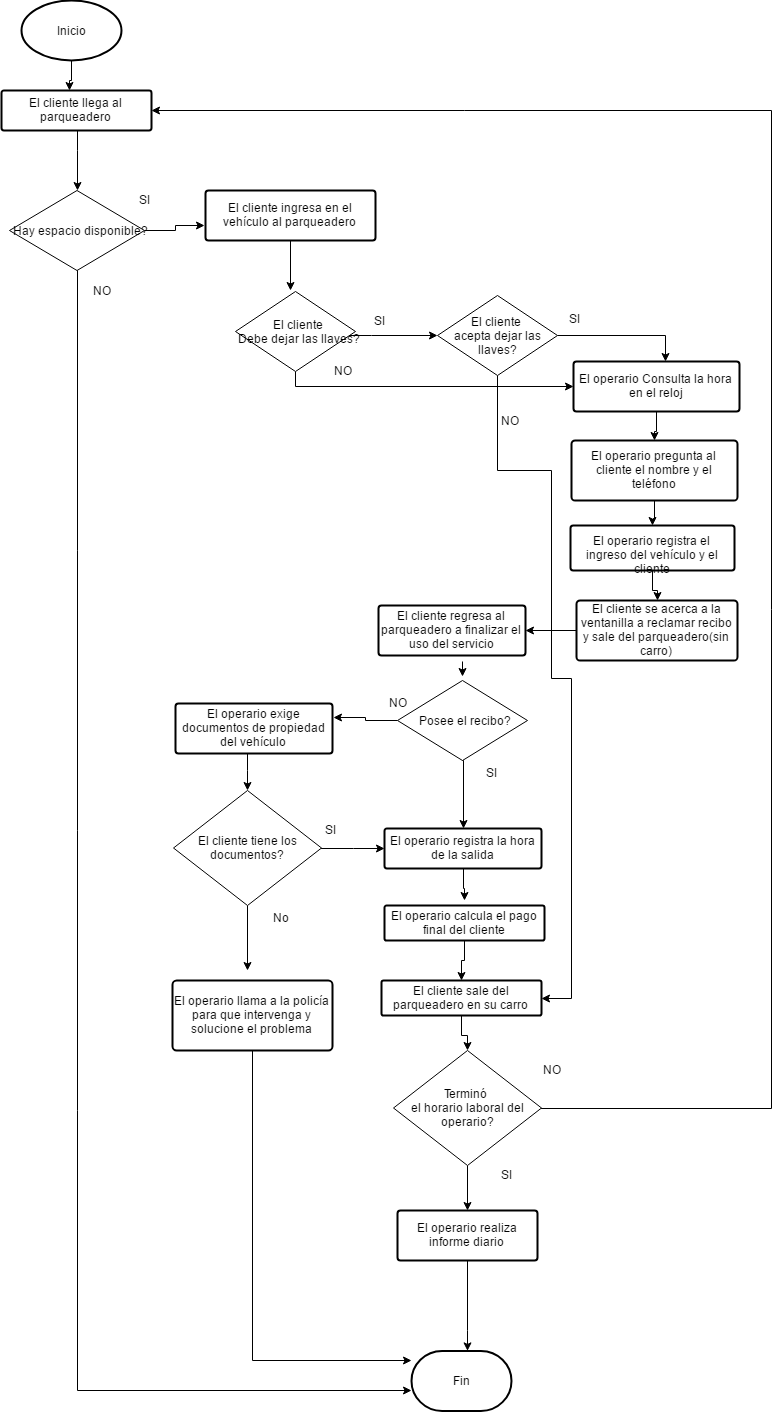 Inicio
El cliente llega al
parqueadero
SI
Hay espacio disponible?
NO
El cliente ingresa en el
vehículo al parqueadero
El cliente
Debe dejar las llaves?
SI
NO
El cliente
acepta dejar las
llaves?
SI
NO
El operario Consulta la hora
en el reloj
El operario pregunta al
cliente el nombre y el
teléfono
El operario registra el
ingreso del vehículo y el
cliente
El cliente se acerca a la
ventanilla a reclamar recibo
y sale del parqueadero(sin
carro)
El cliente regresa al
parqueadero a finalizar el
uso del servicio
Posee el recibo?
NO
SI
El operario exige
documentos de propiedad
del vehículo
El cliente tiene los
documentos?
SI
No
El operario registra la hora
de la salida
El operario calcula el pago
final del cliente
El operario llama a la policía
para que intervenga y
solucione el problema
El cliente sale del
parqueadero en su carro
Terminó
el horario laboral del
operario?
NO
SI
El operario realiza
informe diario
Fin